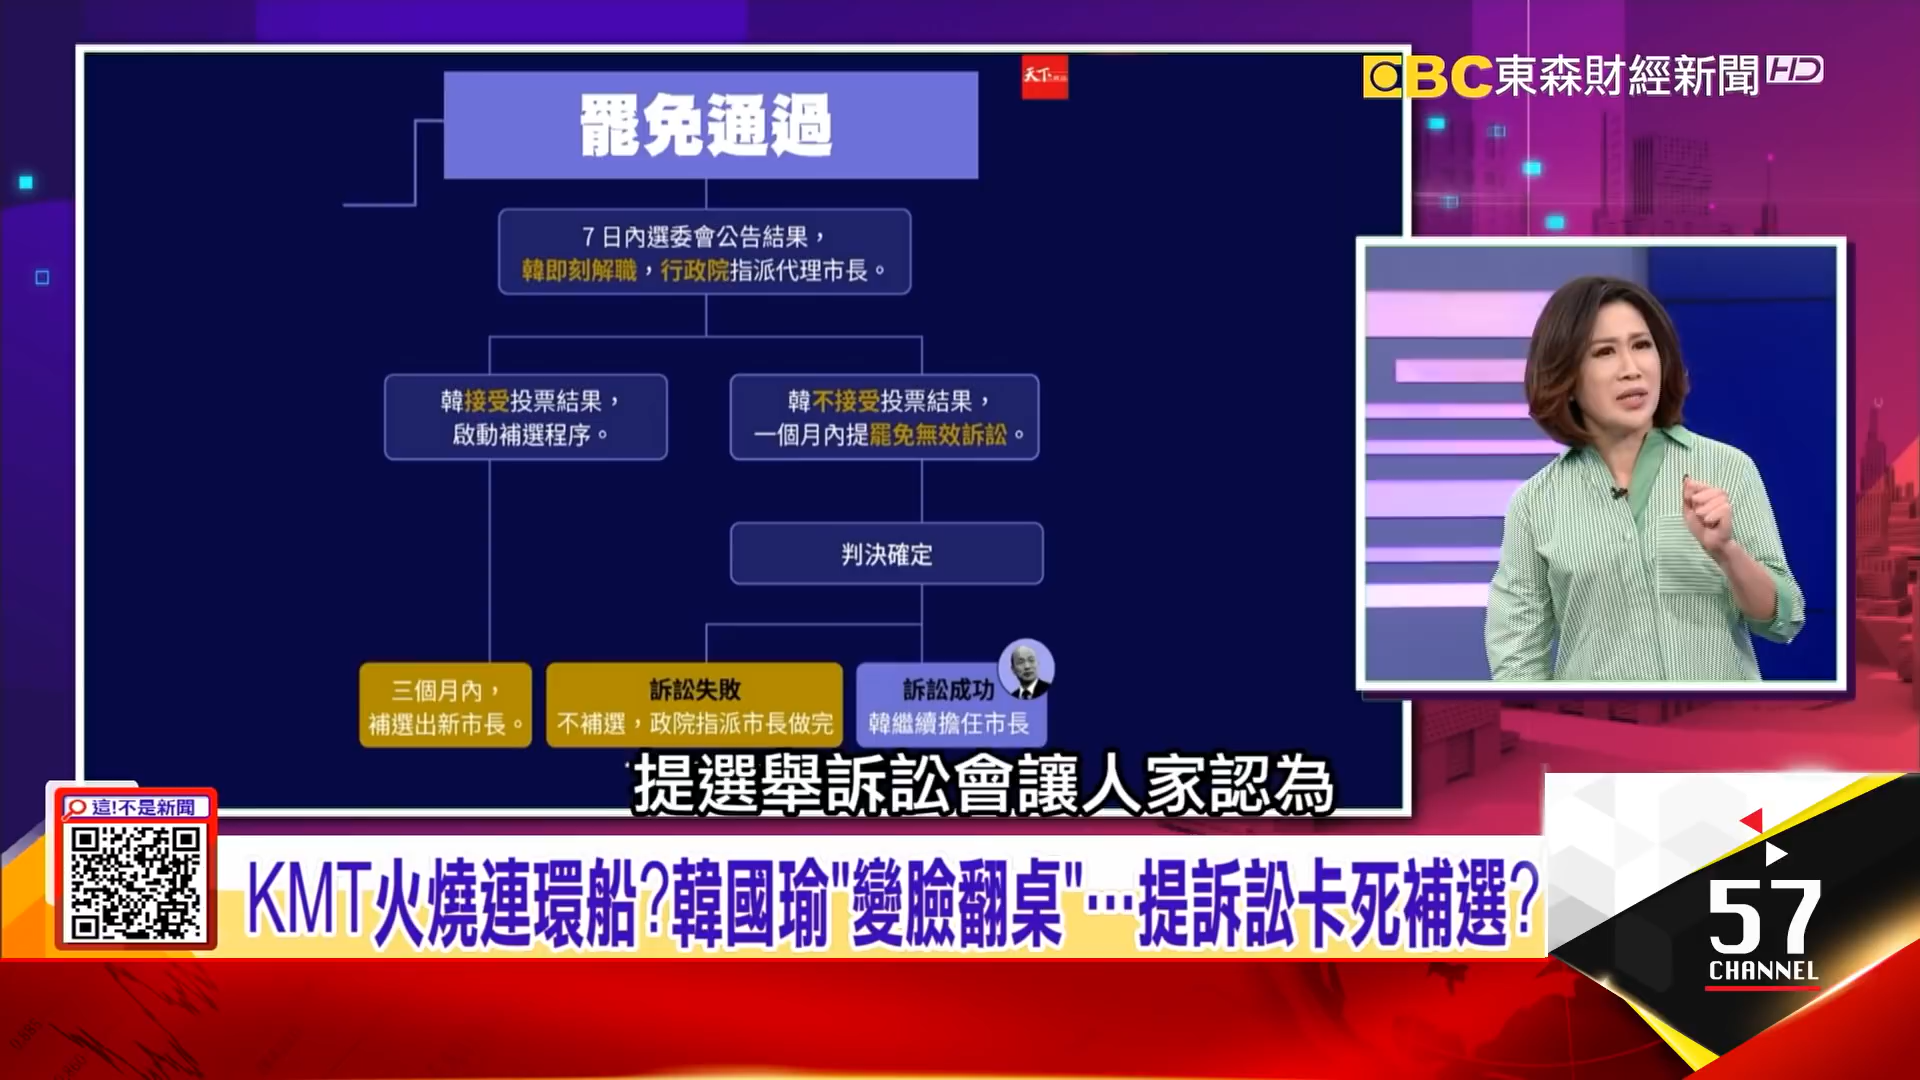 天下
EBC東森財經新聞HD
罷免通過
7 日內選委會公告結果，
韓即刻解職，行政院指派代理市長。
韓接受投票結果，
啟動補選程序。
韓不接受投票結果，
一個月內提罷免無效訴訟。
判決確定
三個月內，
補選出新市長。
訴訟失敗
不補選，政院指派市長做完
訴訟成功
韓繼續擔任市長
提選舉訴訟會讓人家認為
這!不是新聞
KMT火燒連環船?韓國瑜"變臉翻桌"…提訴訟卡死補選?
57
CHANNEL